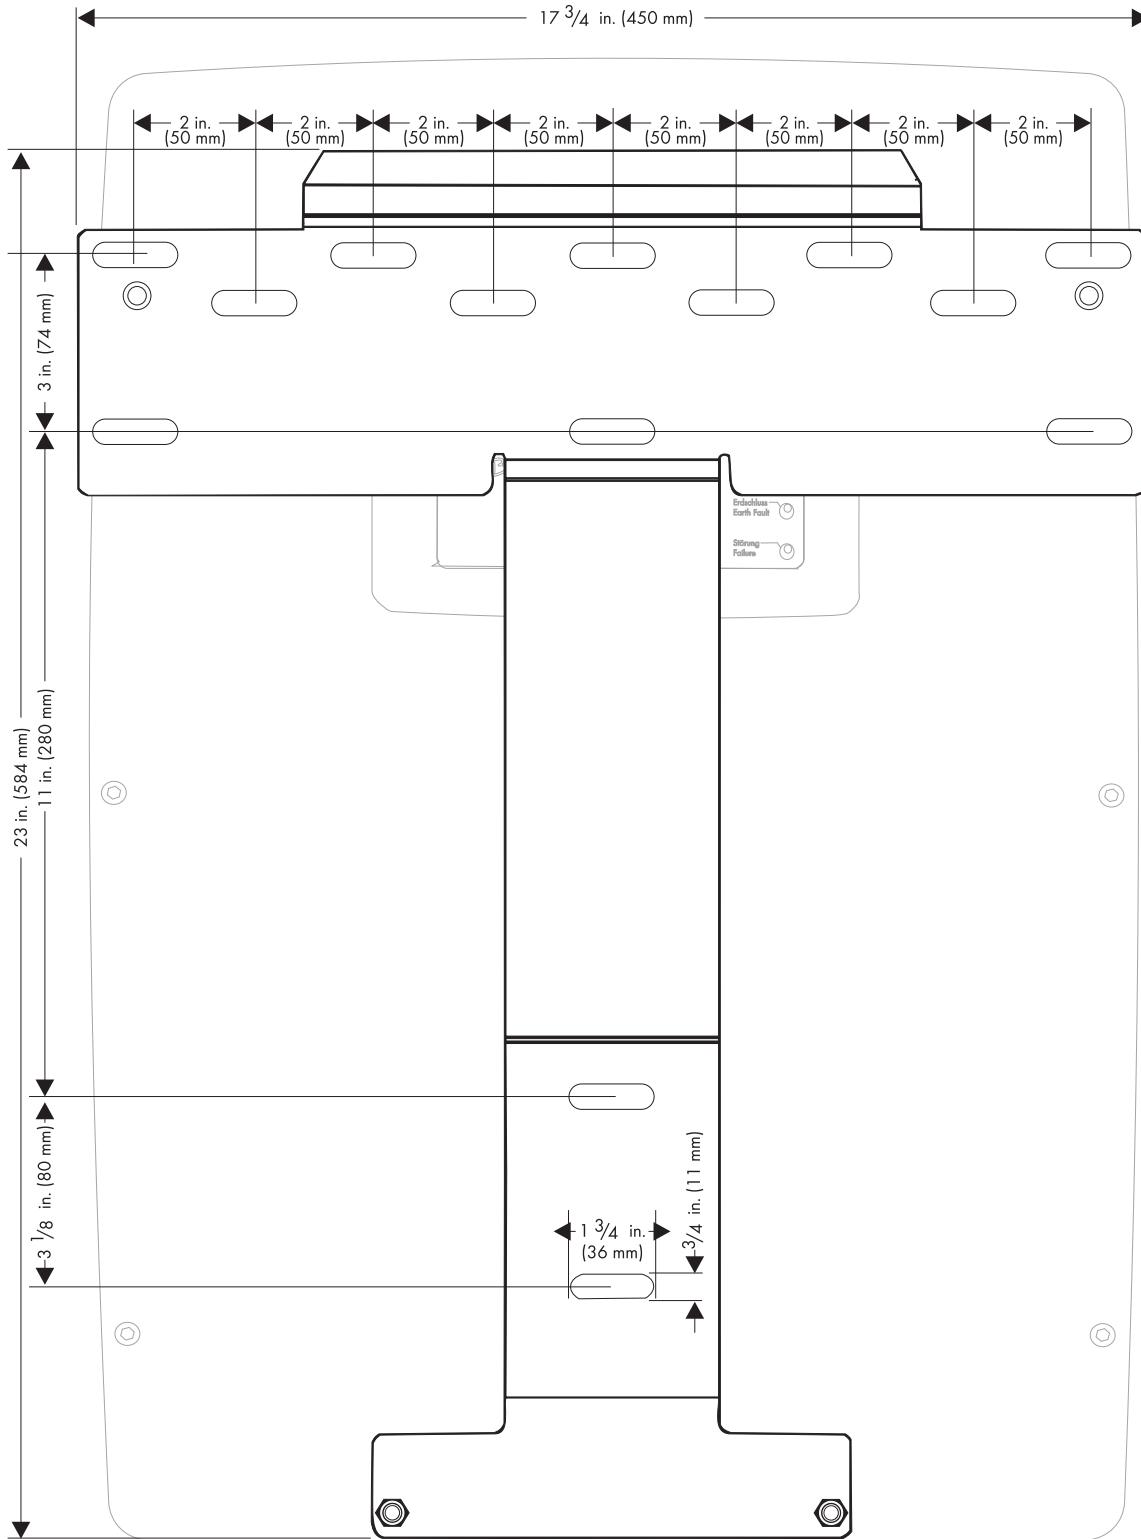 17 3/4 in. (450 mm)
2 in.
(50 mm)
2 in.
(50 mm)
2 in.
(50 mm)
2 in.
(50 mm)
2 in.
(50 mm)
2 in.
(50 mm)
2 in.
(50 mm)
2 in.
(50 mm)
3 in. (74 mm)
Erdschluss
Earth Fault
Störung
Failure
23 in. (584 mm)
11 in. (280 mm)
3 1/8 in. (80 mm)
1 3/4 in.
(36 mm)
3/4 in. (11 mm)